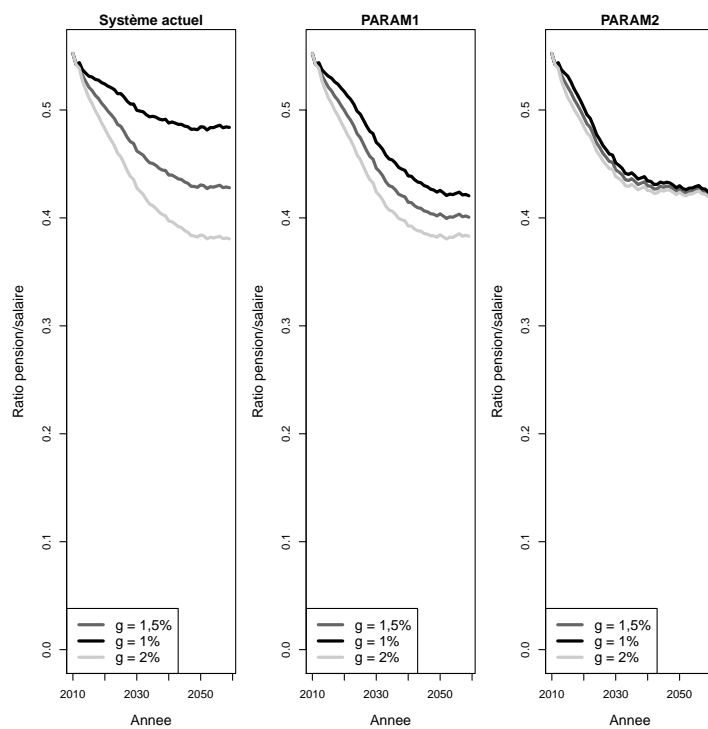 Système actuel
Ratio pension/salaire
0.5
0.4
0.3
0.2
0.1
0.0
g = 1,5%
g = 1%
g = 2%
2010
2030
2050
Annee
PARAM1
Ratio pension/salaire
0.5
0.4
0.3
0.2
0.1
0.0
g = 1,5%
g = 1%
g = 2%
2010
2030
2050
Annee
PARAM2
Ratio pension/salaire
0.5
0.4
0.3
0.2
0.1
0.0
g = 1,5%
g = 1%
g = 2%
2010
2030
2050
Annee